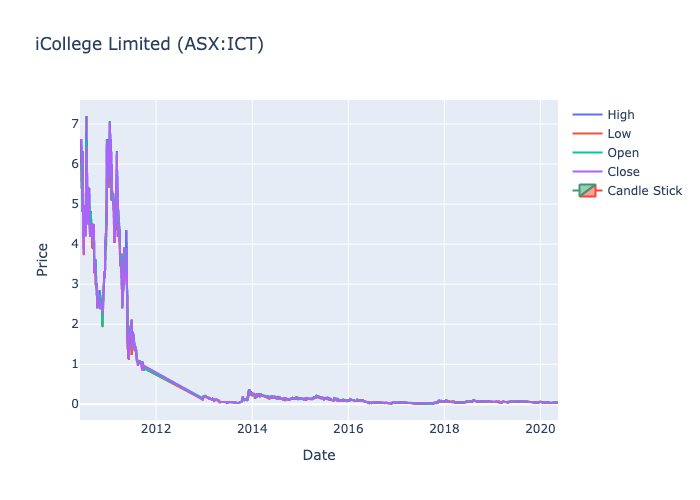 iCollege Limited (ASX:ICT)
7
6
5
4
3
2
1
0
Price
2012
2014
2016
2018
2020
Date
High
Low
Open
Close
Candle Stick